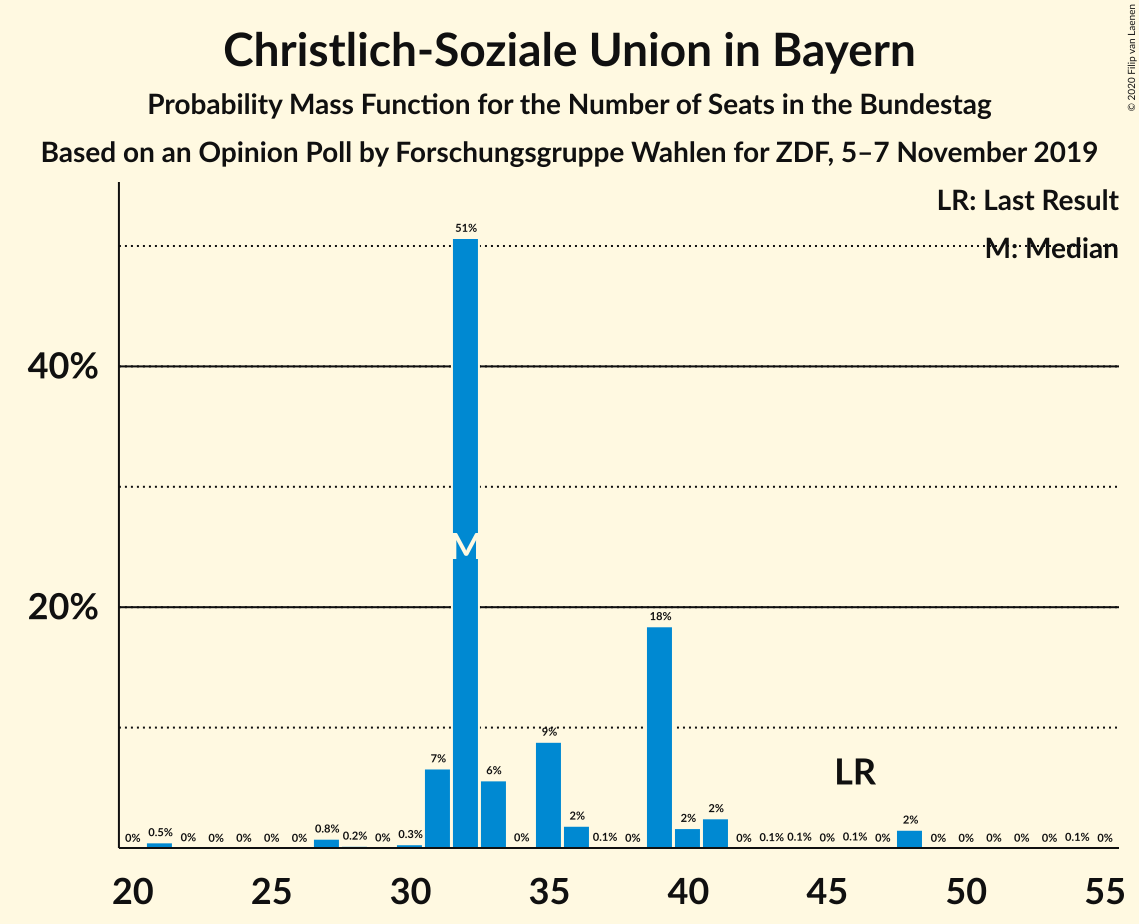 Christlich-Soziale Union in Bayern
Probability Mass Function for the Number of Seats in the Bundestag
Based on an Opinion Poll by Forschungsgruppe Wahlen for ZDF, 5–7 November 2019
© 2020 Filip van Laenen
LR: Last Result
M: Median
51%
40%
M
20%
18%
9%
7%
6%
LR
0% 0.5% 0% 0% 0% 0% 0% 0.8% 0.2% 0% 0.3% 0% 2% 0.1% 0% 2% 2% 0% 0.1% 0.1% 0% 0.1% 0% 2% 0% 0% 0% 0% 0% 0.1% 0%
20 25 30 35 40 45 50 55